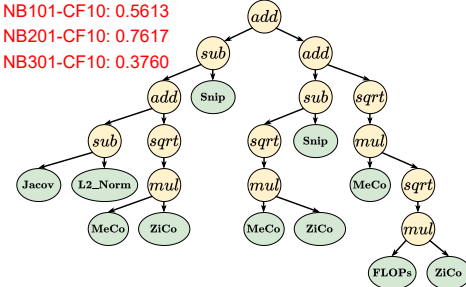 NB101-CF10: 0.5613
NB201-CF10: 0.7617
NB301-CF10: 0.3760
add
sub
add
add
Snip
sub
sqrt
sub
sqrt
sqrt
Snip
mul
Jacov
L2_Norm
mul
mul
MeCo
sqrt
MeCo
ZiCo
MeCo
ZiCo
mul
FLOPs
ZiCo